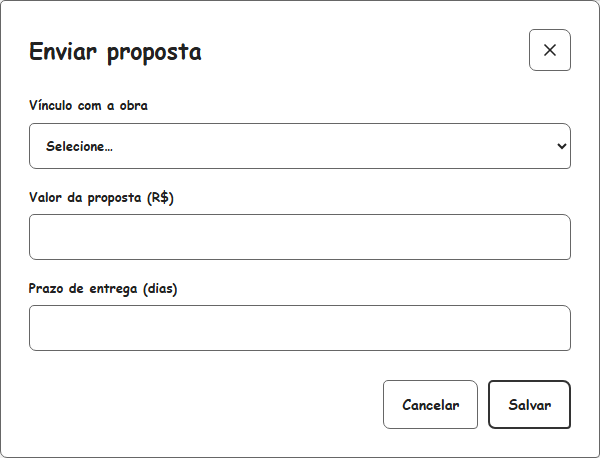 Enviar proposta
Vínculo com a obra
Selecione...
Valor da proposta (R$)
Prazo de entrega (dias)
Cancelar
Salvar